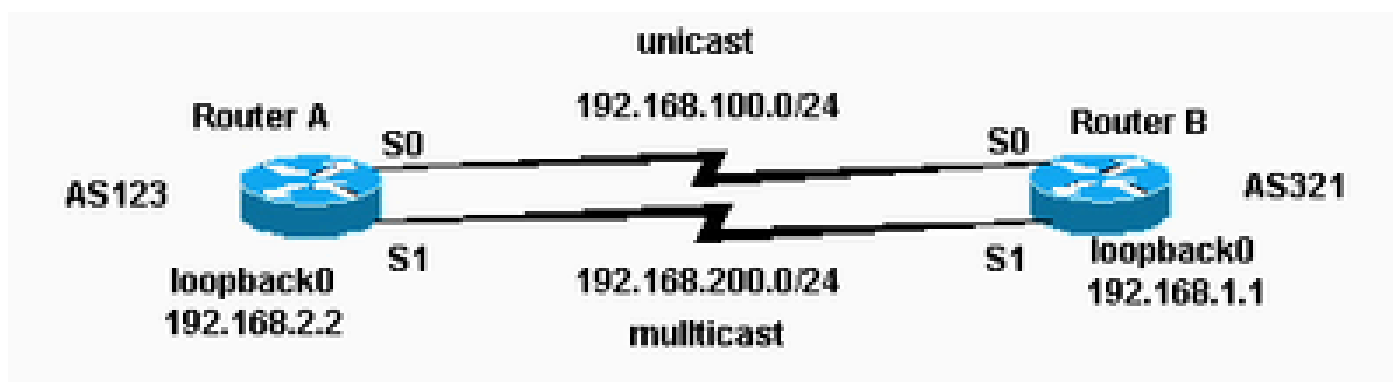 unicast
192.168.100.0/24
Router A
S0
S0
Router B
AS123
AS321
S1
S1
loopback0
192.168.2.2
192.168.200.0/24
loopback0
192.168.1.1
mullticast